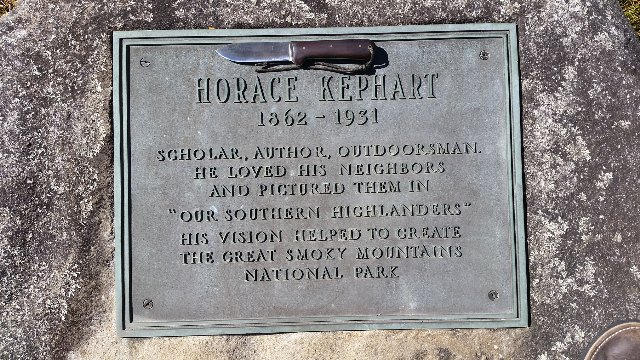 HORACE KEPHART
1862 - 1931
SCHOLAR, AUTHOR, OUTDOORSMAN.
HE LOVED HIS NEIGHBORS
AND PICTURED THEM IN
"OUR SOUTHERN HIGHLANDERS"
HIS VISION HELPED TO CREATE
THE GREAT SMOKY MOUNTAINS
NATIONAL PARK